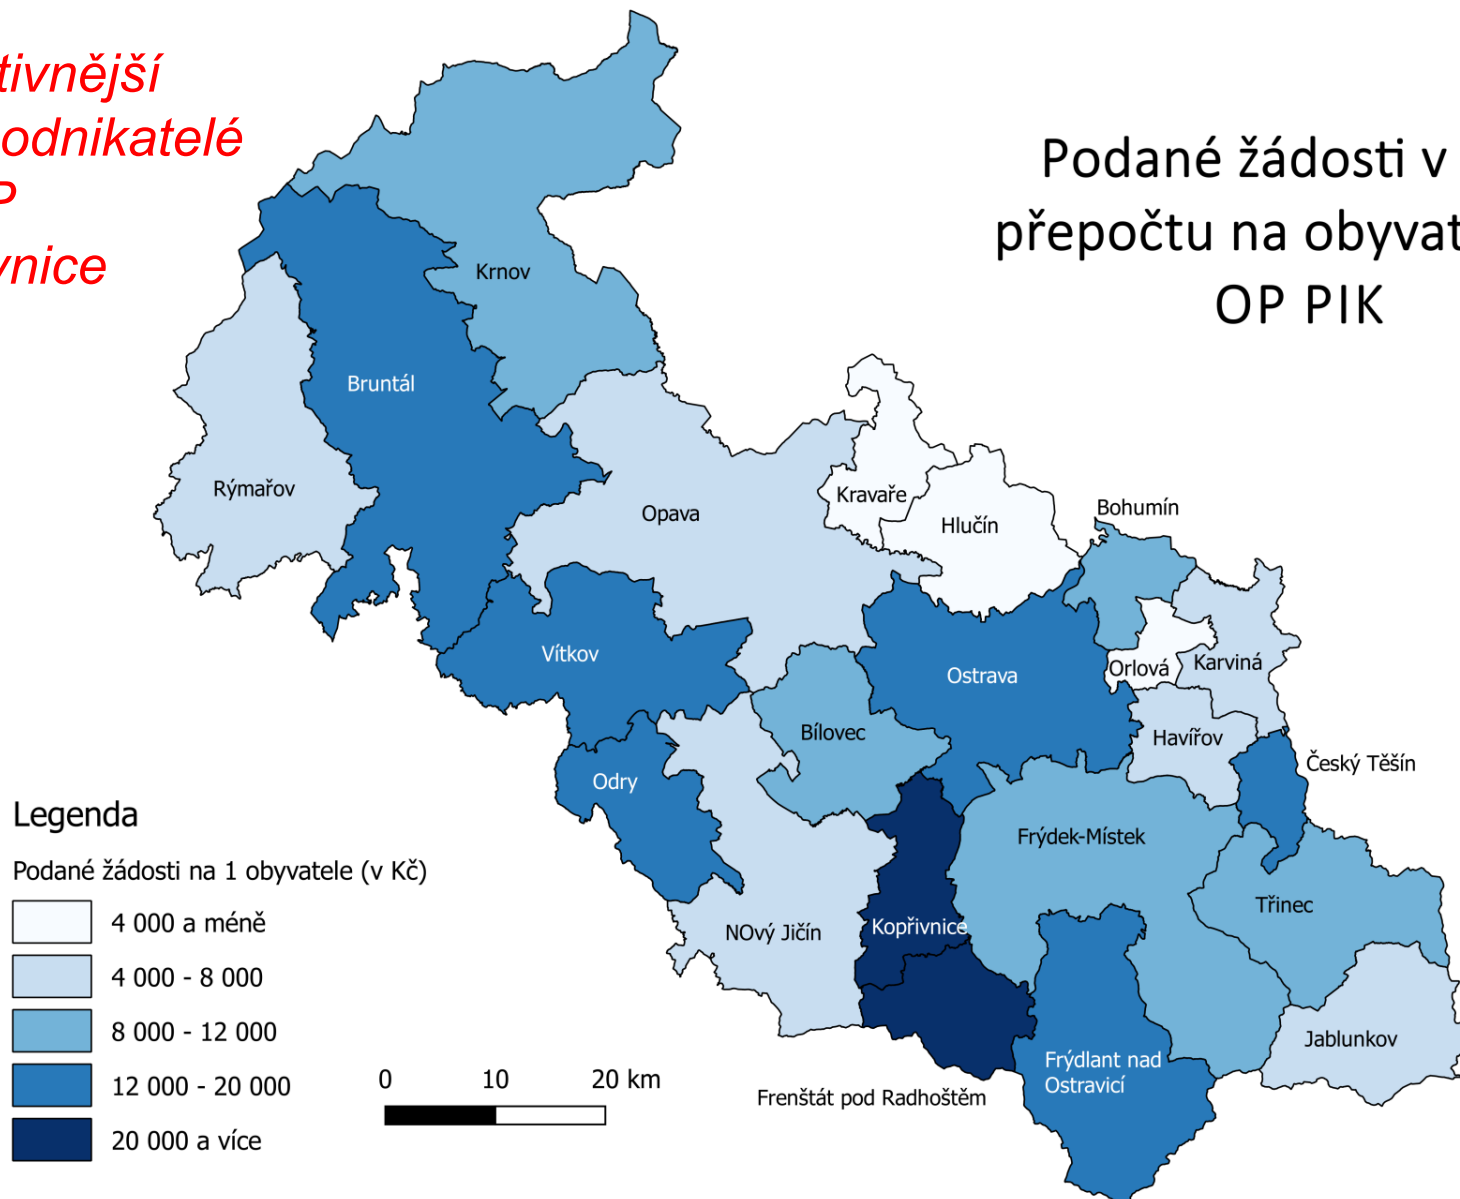 tivnější
odnikatelé
P
vnice
Podané žádosti v
přepočtu na obyvat
OP PIK
Krnov
Bruntál
Rýmařov
Opava
Kravaře
Hlučín
Bohumín
Vítkov
Ostrava
Orlová
Karviná
Bílovec
Havířov
Český Těšín
Odry
Frýdek-Místek
Třinec
NOvý Jičín
Kopřivnice
Jablunkov
Frýdlant nad
Ostravicí
Frenštát pod Radhoštěm
Legenda
Podané žádosti na 1 obyvatele (v Kč)
4 000 a méně
4 000 - 8 000
8 000 - 12 000
12 000 - 20 000
20 000 a více
0 10 20 km